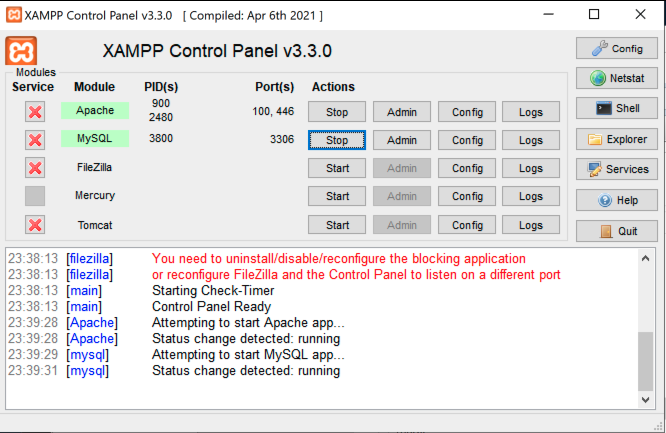 XAMPP Control Panel v3.3.0 [ Compiled: Apr 6th 2021 ]
XAMPP Control Panel v3.3.0
Config
Modules
Service Module PID(s) Port(s) Actions
Netstat
Apache 900 2480 100, 446 Stop Admin Config Logs
Shell
MySQL 3800 3306 Stop Admin Config Logs
Explorer
FileZilla Start Admin Config Logs
Services
Mercury Start Admin Config Logs
Help
Tomcat Start Admin Config Logs
Quit
23:38:13 [filezilla] You need to uninstall/disable/reconfigure the blocking application
23:38:13 [filezilla] or reconfigure FileZilla and the Control Panel to listen on a different port
23:38:13 [main] Starting Check-Timer
23:38:13 [main] Control Panel Ready
23:39:28 [Apache] Attempting to start Apache app...
23:39:28 [Apache] Status change detected: running
23:39:29 [mysql] Attempting to start MySQL app...
23:39:31 [mysql] Status change detected: running